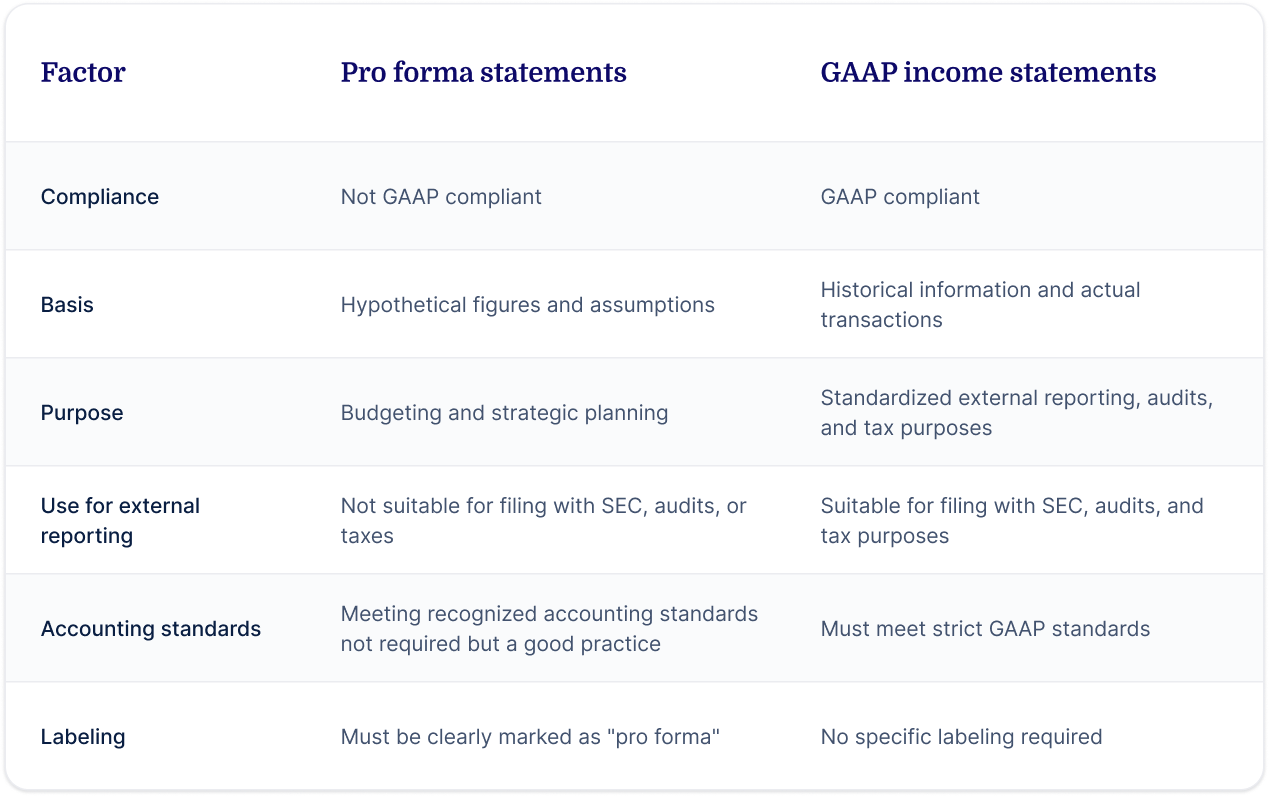 Factor
Pro forma statements
GAAP income statements
Compliance
Not GAAP compliant
GAAP compliant
Basis
Hypothetical figures and assumptions
Historical information and actual
transactions
Purpose
Budgeting and strategic planning
Standardized external reporting, audits,
and tax purposes
Use for external
reporting
Not suitable for filing with SEC, audits, or
taxes
Suitable for filing with SEC, audits, and
tax purposes
Accounting standards
Meeting recognized accounting standards
not required but a good practice
Must meet strict GAAP standards
Labeling
Must be clearly marked as "pro forma"
No specific labeling required